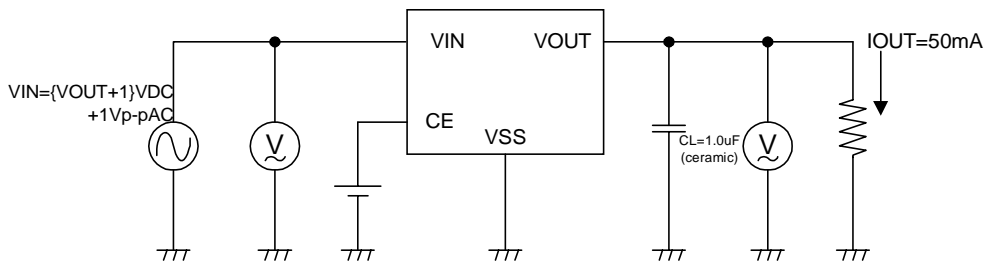 VIN
VOUT
IOUT=50mA
VIN={VOUT+1}VDC
+1Vp-pAC
CE
VSS
V
CL=1.0uF
(ceramic)
V